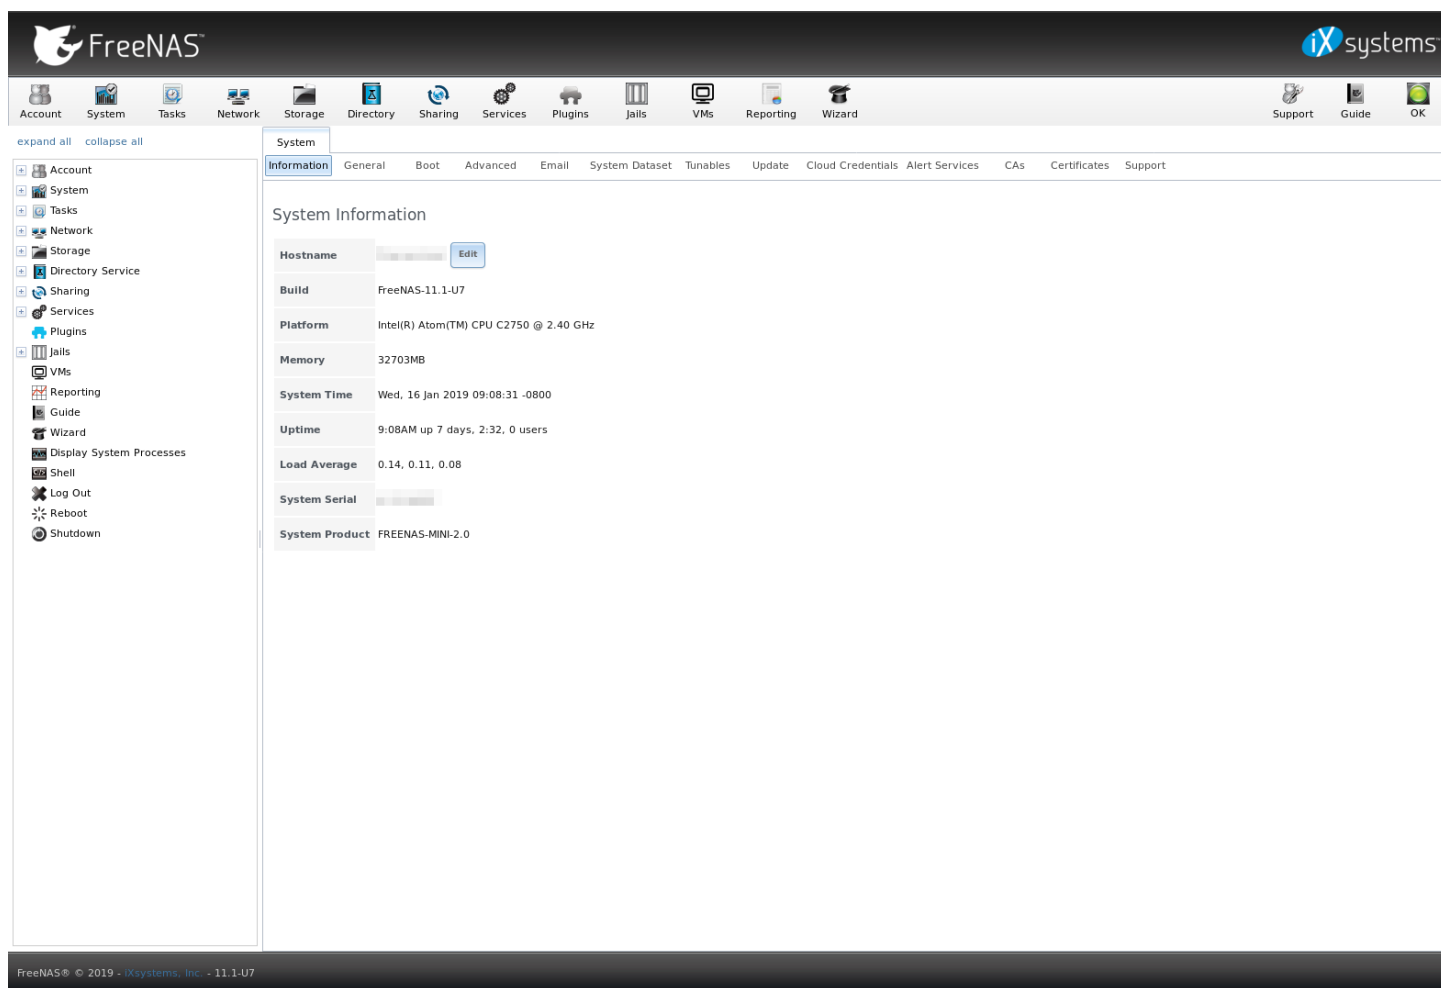 FreeNAS™
iXsystems™
Account System Tasks Network Storage Directory Sharing Services Plugins Jails VMs Reporting Wizard Support Guide OK
expand all collapse all
System
Information General Boot Advanced Email System Dataset Tunables Update Cloud Credentials Alert Services CAs Certificates Support
Account
System
Tasks
Network
Storage
Directory Service
Sharing
Services
Plugins
Jails
VMs
Reporting
Guide
Wizard
Display System Processes
Shell
Log Out
Reboot
Shutdown
System Information
Hostname Edit
Build FreeNAS-11.1-U7
Platform Intel(R) Atom(TM) CPU C2750 @ 2.40 GHz
Memory 32703MB
System Time Wed, 16 Jan 2019 09:08:31 -0800
Uptime 9:08AM up 7 days, 2:32, 0 users
Load Average 0.14, 0.11, 0.08
System Serial
System Product FREENAS-MINI-2.0
FreeNAS® © 2019 - iXsystems, Inc. - 11.1-U7